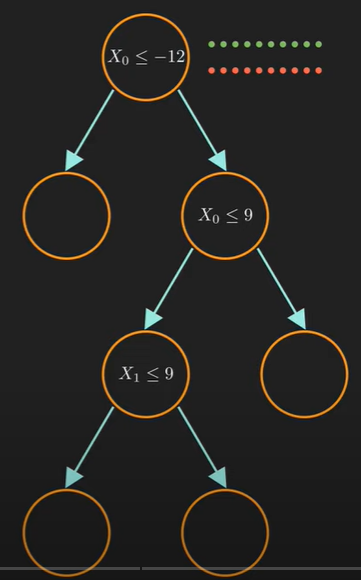 X₀ ≤ −12
X₀ ≤ 9
X₁ ≤ 9